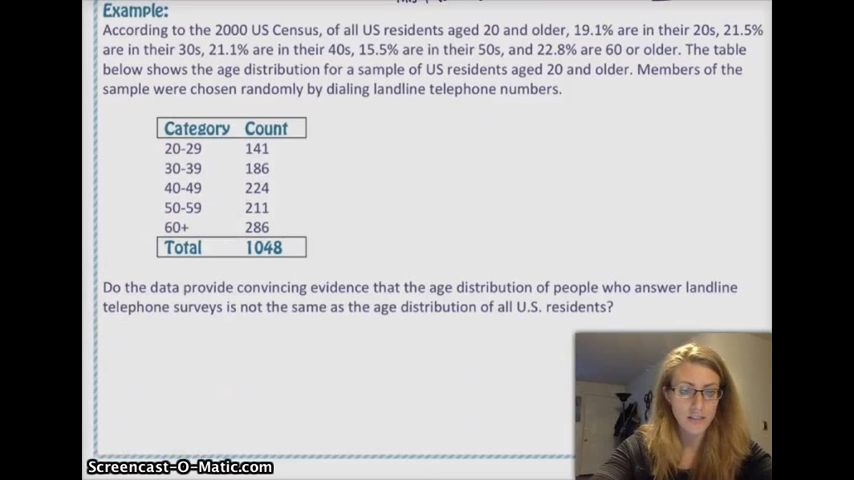 Example:
According to the 2000 US Census, of all US residents aged 20 and older, 19.1% are in their 20s, 21.5%
are in their 30s, 21.1% are in their 40s, 15.5% are in their 50s, and 22.8% are 60 or older. The table
below shows the age distribution for a sample of US residents aged 20 and older. Members of the
sample were chosen randomly by dialing landline telephone numbers.
Category Count
20-29 141
30-39 186
40-49 224
50-59 211
60+ 286
Total 1048
Do the data provide convincing evidence that the age distribution of people who answer landline
telephone surveys is not the same as the age distribution of all U.S. residents?
Screencast-O-Matic.com